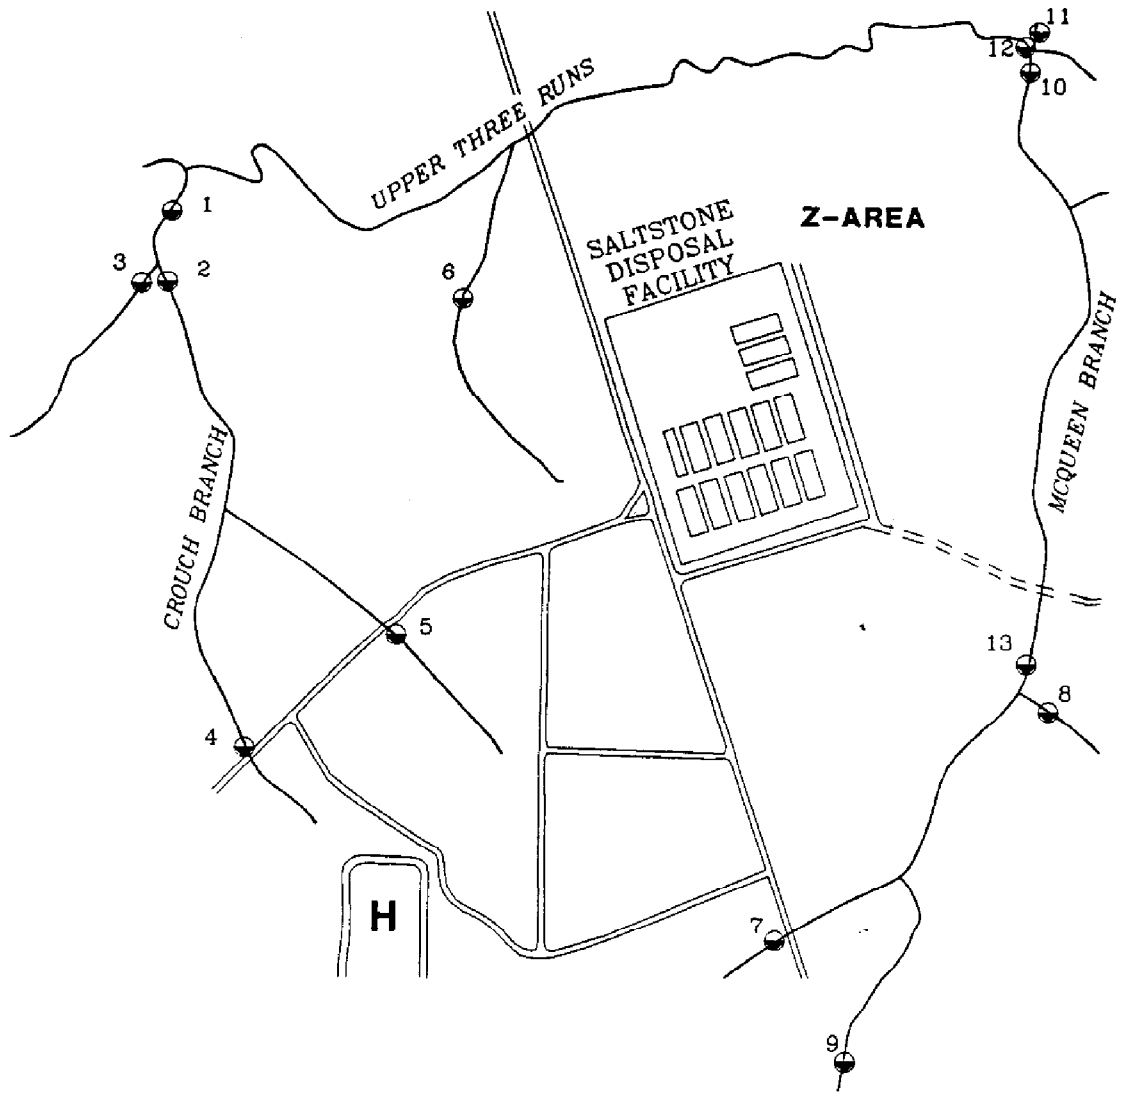 11
12
10
UPPER THREE RUNS
1
Z-AREA
SALTSTONE
DISPOSAL
FACILITY
3
2
6
MCQUEEN BRANCH
CROUCH BRANCH
5
13
8
4
H
7
9